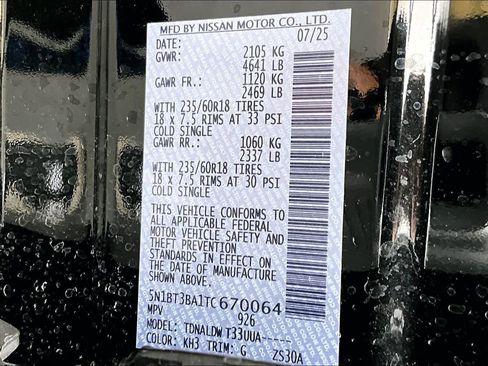 MFD BY NISSAN MOTOR CO., LTD.
DATE: 07/25
GVWR: 2105 KG
4641 LB
GAWR FR.: 1120 KG
2469 LB
WITH 235/60R18 TIRES
18 x 7.5 RIMS AT 33 PSI
COLD SINGLE
GAWR RR.: 1060 KG
2337 LB
WITH 235/60R18 TIRES
18 x 7.5 RIMS AT 30 PSI
COLD SINGLE
THIS VEHICLE CONFORMS TO
ALL APPLICABLE FEDERAL
MOTOR VEHICLE SAFETY AND
THEFT PREVENTION
STANDARDS IN EFFECT ON
THE DATE OF MANUFACTURE
SHOWN ABOVE.
5N1BT3BA1TC670064
MPV 926
MODEL: TDNALDW T33UUA-----
COLOR: KH3 TRIM: G ZS30A